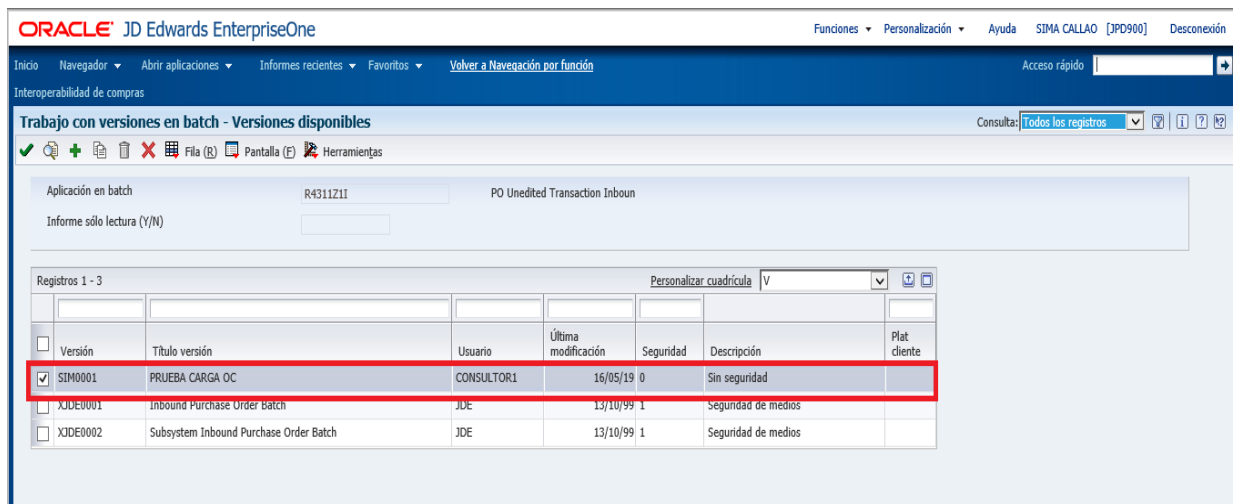 ORACLE JD Edwards EnterpriseOne
Funciones Personalización Ayuda SIMA CALLAO [JPD900] Desconexión
Inicio Navegador Abrir aplicaciones Informes recientes Favoritos Volver a Navegación por función Acceso rápido
Interoperabilidad de compras
Trabajo con versiones en batch - Versiones disponibles Consulta: Todos los registros
Fila (R) Pantalla (F) Herramientas
Aplicación en batch R4311Z1I PO Unedited Transaction Inboun
Informe sólo lectura (Y/N)
Registros 1 - 3 Personalizar cuadrícula V
Versión Título versión Usuario Última modificación Seguridad Descripción Plat cliente
SIM0001 PRUEBA CARGA OC CONSULTOR1 16/05/19 0 Sin seguridad
XJDE0001 Inbound Purchase Order Batch JDE 13/10/99 1 Seguridad de medios
XJDE0002 Subsystem Inbound Purchase Order Batch JDE 13/10/99 1 Seguridad de medios